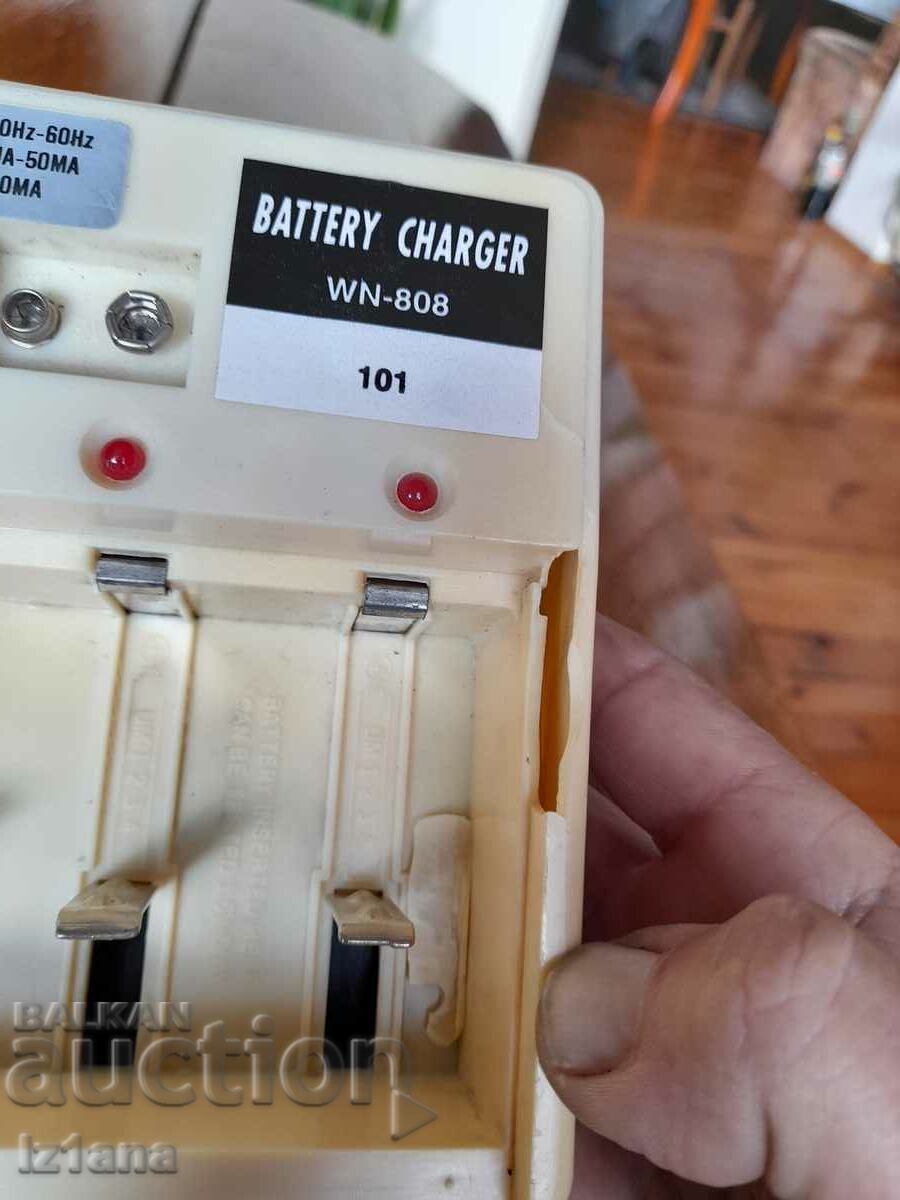 0Hz-60Hz
A-50MA
0MA
BATTERY CHARGER
WN-808
101
BALKAN
auction
iz1ana